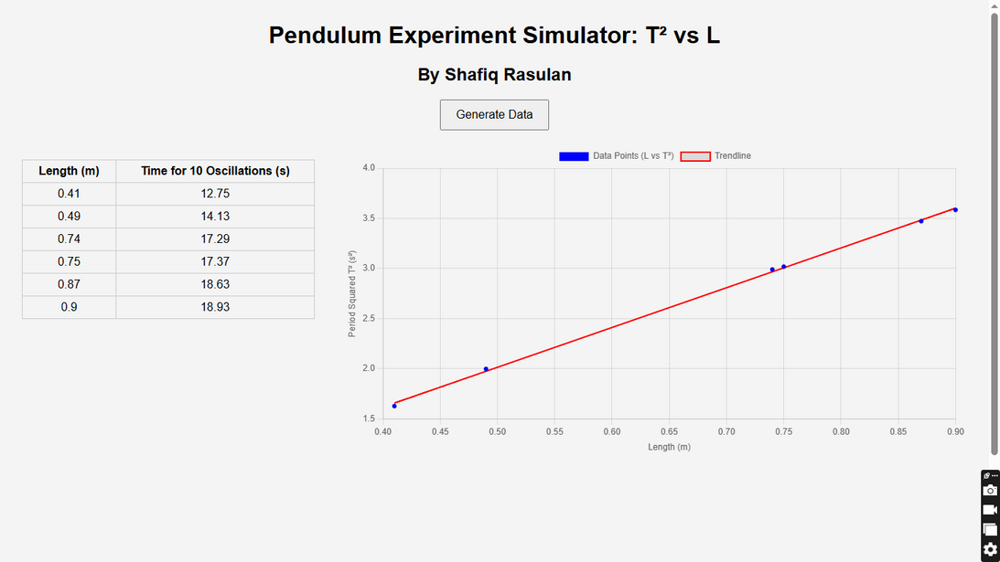 Pendulum Experiment Simulator: T² vs L
By Shafiq Rasulan
Generate Data
Length (m) Time for 10 Oscillations (s)
0.41 12.75
0.49 14.13
0.74 17.29
0.75 17.37
0.87 18.63
0.9 18.93
Data Points (L vs T²) Trendline
Period Squared T² (s²)
4.0
3.5
3.0
2.5
2.0
1.5
0.40 0.45 0.50 0.55 0.60 0.65 0.70 0.75 0.80 0.85 0.90
Length (m)